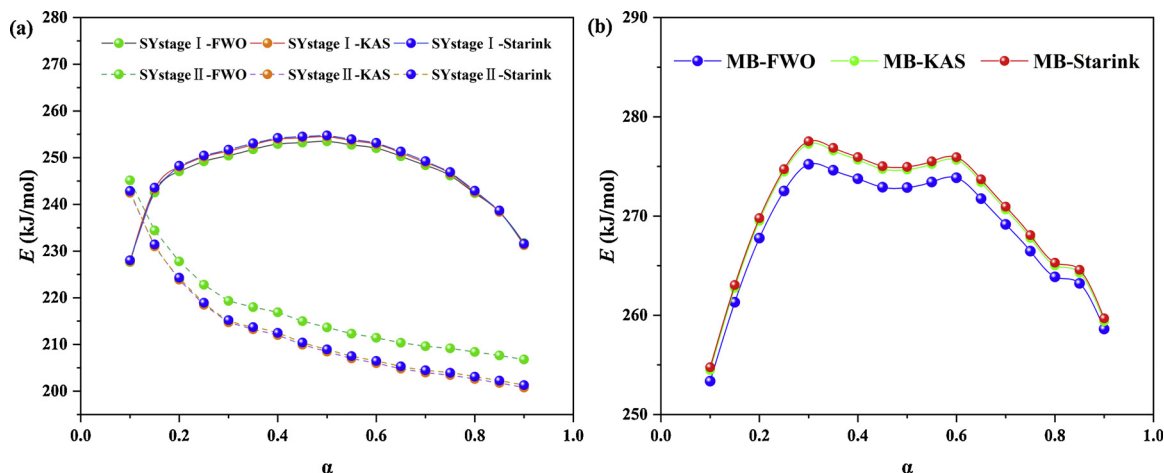 (a)
SYstage Ⅰ-FWO SYstage Ⅰ-KAS SYstage Ⅰ-Starink
SYstage Ⅱ-FWO SYstage Ⅱ-KAS SYstage Ⅱ-Starink
280
270
260
250
240
230
220
210
200
E (kJ/mol)
0.0 0.2 0.4 0.6 0.8 1.0
α
(b)
MB-FWO MB-KAS MB-Starink
290
280
270
260
250
E (kJ/mol)
0.0 0.2 0.4 0.6 0.8 1.0
α